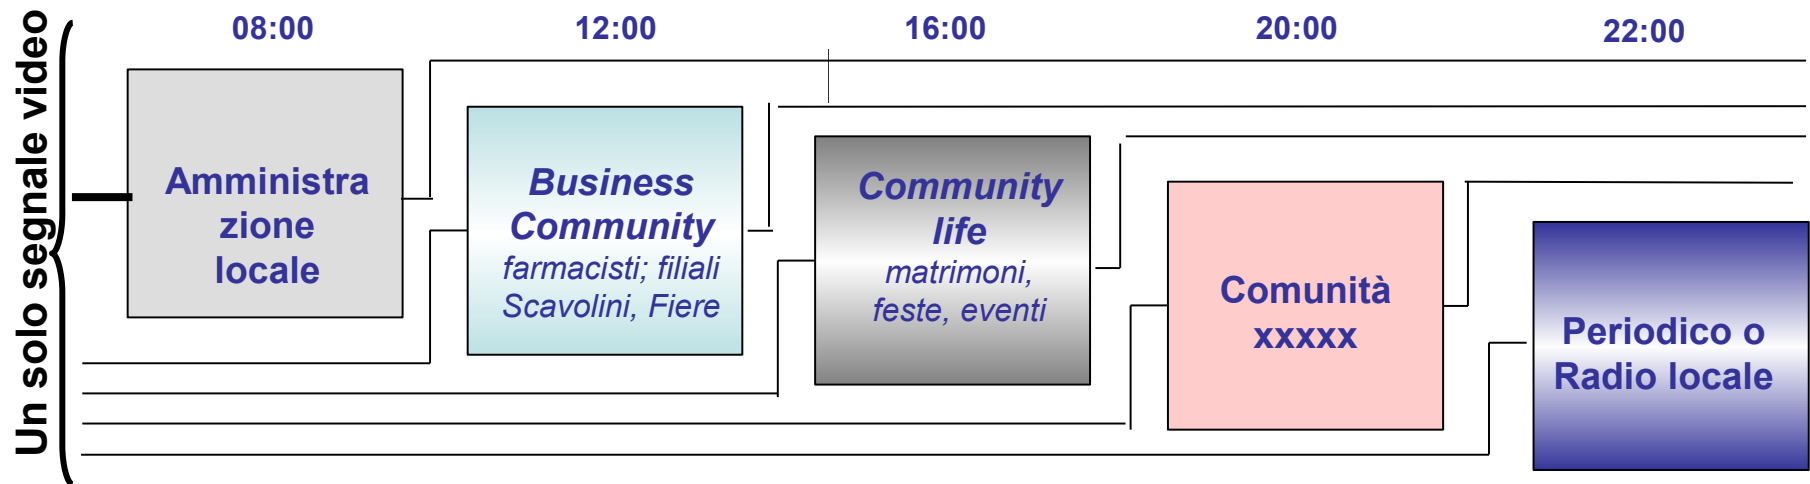 Un solo segnale video
08:00
12:00
16:00
20:00
22:00
Amministra
zione
locale
Business
Community
farmacisti; filiali
Scavolini, Fiere
Community
life
matrimoni,
feste, eventi
Comunità
xxxxx
Periodico o
Radio locale